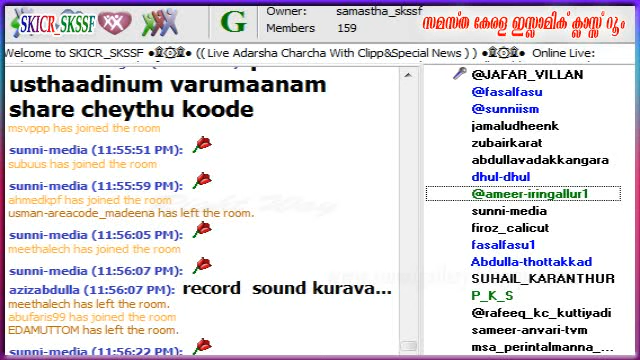 SKICR_SKSSF
Owner: samastha_skssf
Members 159
സമസ്ത കേരള ഇസ്ലാമിക് ക്ലാസ്സ് റൂം
Welcome to SKICR_SKSSF (( Live Adarsha Charcha With Clipp&Special News ) ) Online Live:
usthaadinum varumaanam
share cheythu koode
msvppp has joined the room
sunni-media (11:55:51 PM):
subuus has joined the room
sunni-media (11:55:59 PM):
ahmedkpf has joined the room
usman-areacode_madeena has left the room.
sunni-media (11:56:05 PM):
meethalech has joined the room
sunni-media (11:56:07 PM):
azizabdulla (11:56:07 PM): record sound kurava...
meethalech has left the room.
abufaris99 has joined the room
EDAMUTTOM has left the room.
sunni-media (11:56:22 PM):
@JAFAR_VILLAN
@fasalfasu
@sunniism
jamaludheenk
zubairkarat
abdullavadakkangara
dhul-dhul
@ameer-iringallur1
sunni-media
firoz_calicut
fasalfasu1
Abdulla-thottakkad
SUHAIL_KARANTHUR
P_K_S
@rafeeq_kc_kuttiyadi
sameer-anvari-tvm
msa_perintalmanna_...